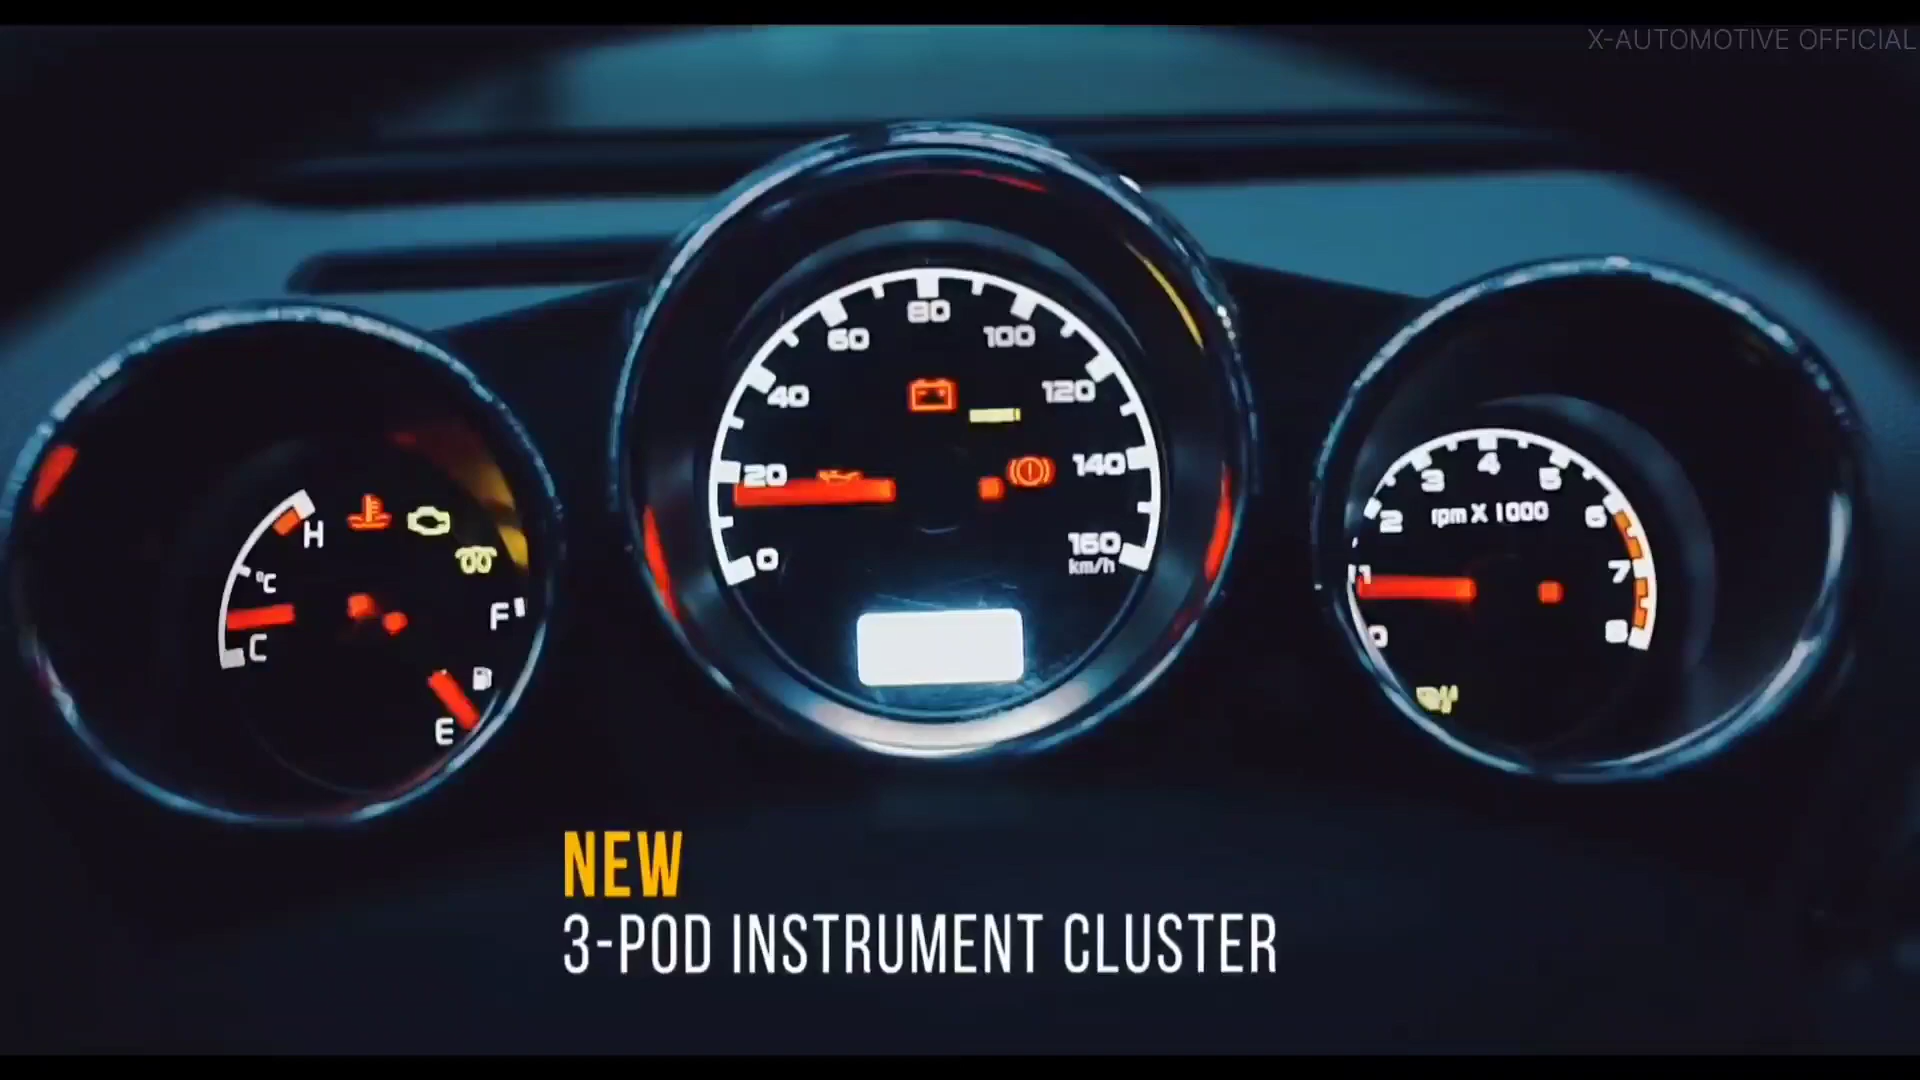 X-AUTOMOTIVE OFFICIAL
80
60
100
40
120
20
140
0
160
km/h
H
°C
C
F
E
4
3
5
2
rpm X 1000
6
1
7
0
8
NEW
3-POD INSTRUMENT CLUSTER